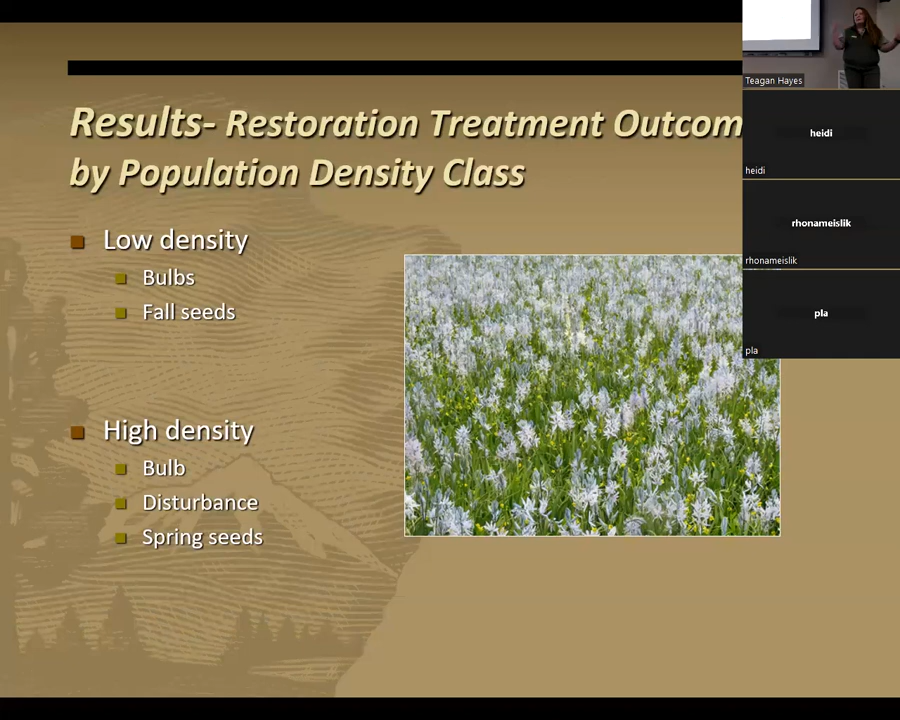 Results- Restoration Treatment Outcom
by Population Density Class
Low density
Bulbs
Fall seeds
High density
Bulb
Disturbance
Spring seeds
Teagan Hayes
heidi
heidi
rhonameislik
rhonameislik
pla
pla